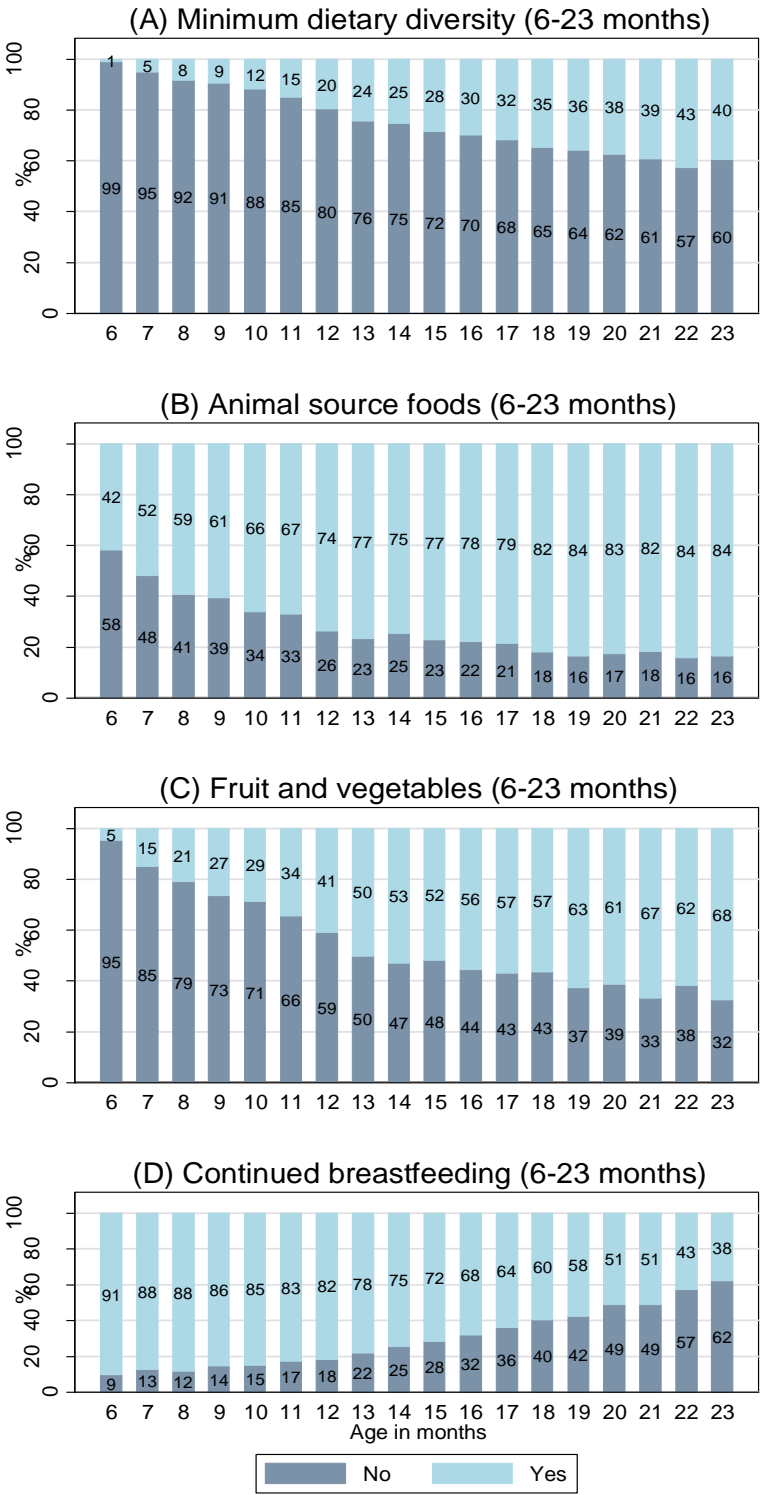 (A) Minimum dietary diversity (6-23 months)
100
80
60
40
20
0
%
1 5 8 9 12 15 20 24 25 28 30 32 35 36 38 39 43 40
99 95 92 91 88 85 80 76 75 72 70 68 65 64 62 61 57 60
6 7 8 9 10 11 12 13 14 15 16 17 18 19 20 21 22 23
(B) Animal source foods (6-23 months)
100
80
60
40
20
0
%
42 52 59 61 66 67 74 77 75 77 78 79 82 84 83 82 84 84
58 48 41 39 34 33 26 23 25 23 22 21 18 16 17 18 16 16
6 7 8 9 10 11 12 13 14 15 16 17 18 19 20 21 22 23
(C) Fruit and vegetables (6-23 months)
100
80
60
40
20
0
%
5 15 21 27 29 34 41 50 53 52 56 57 57 63 61 67 62 68
95 85 79 73 71 66 59 50 47 48 44 43 43 37 39 33 38 32
6 7 8 9 10 11 12 13 14 15 16 17 18 19 20 21 22 23
(D) Continued breastfeeding (6-23 months)
100
80
60
40
20
0
%
91 88 88 86 85 83 82 78 75 72 68 64 60 58 51 51 43 38
9 13 12 14 15 17 18 22 25 28 32 36 40 42 49 49 57 62
6 7 8 9 10 11 12 13 14 15 16 17 18 19 20 21 22 23
Age in months
No Yes